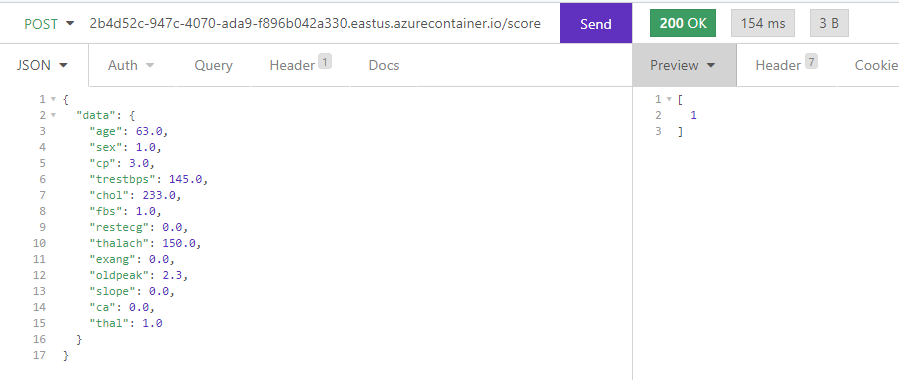 POST 2b4d52c-947c-4070-ada9-f896b042a330.eastus.azurecontainer.io/score Send 200 OK 154 ms 3 B
JSON Auth Query Header 1 Docs Preview Header 7 Cookie
1 {
2 "data": {
3 "age": 63.0,
4 "sex": 1.0,
5 "cp": 3.0,
6 "trestbps": 145.0,
7 "chol": 233.0,
8 "fbs": 1.0,
9 "restecg": 0.0,
10 "thalach": 150.0,
11 "exang": 0.0,
12 "oldpeak": 2.3,
13 "slope": 0.0,
14 "ca": 0.0,
15 "thal": 1.0
16 }
17 }
1 [
2 1
3 ]